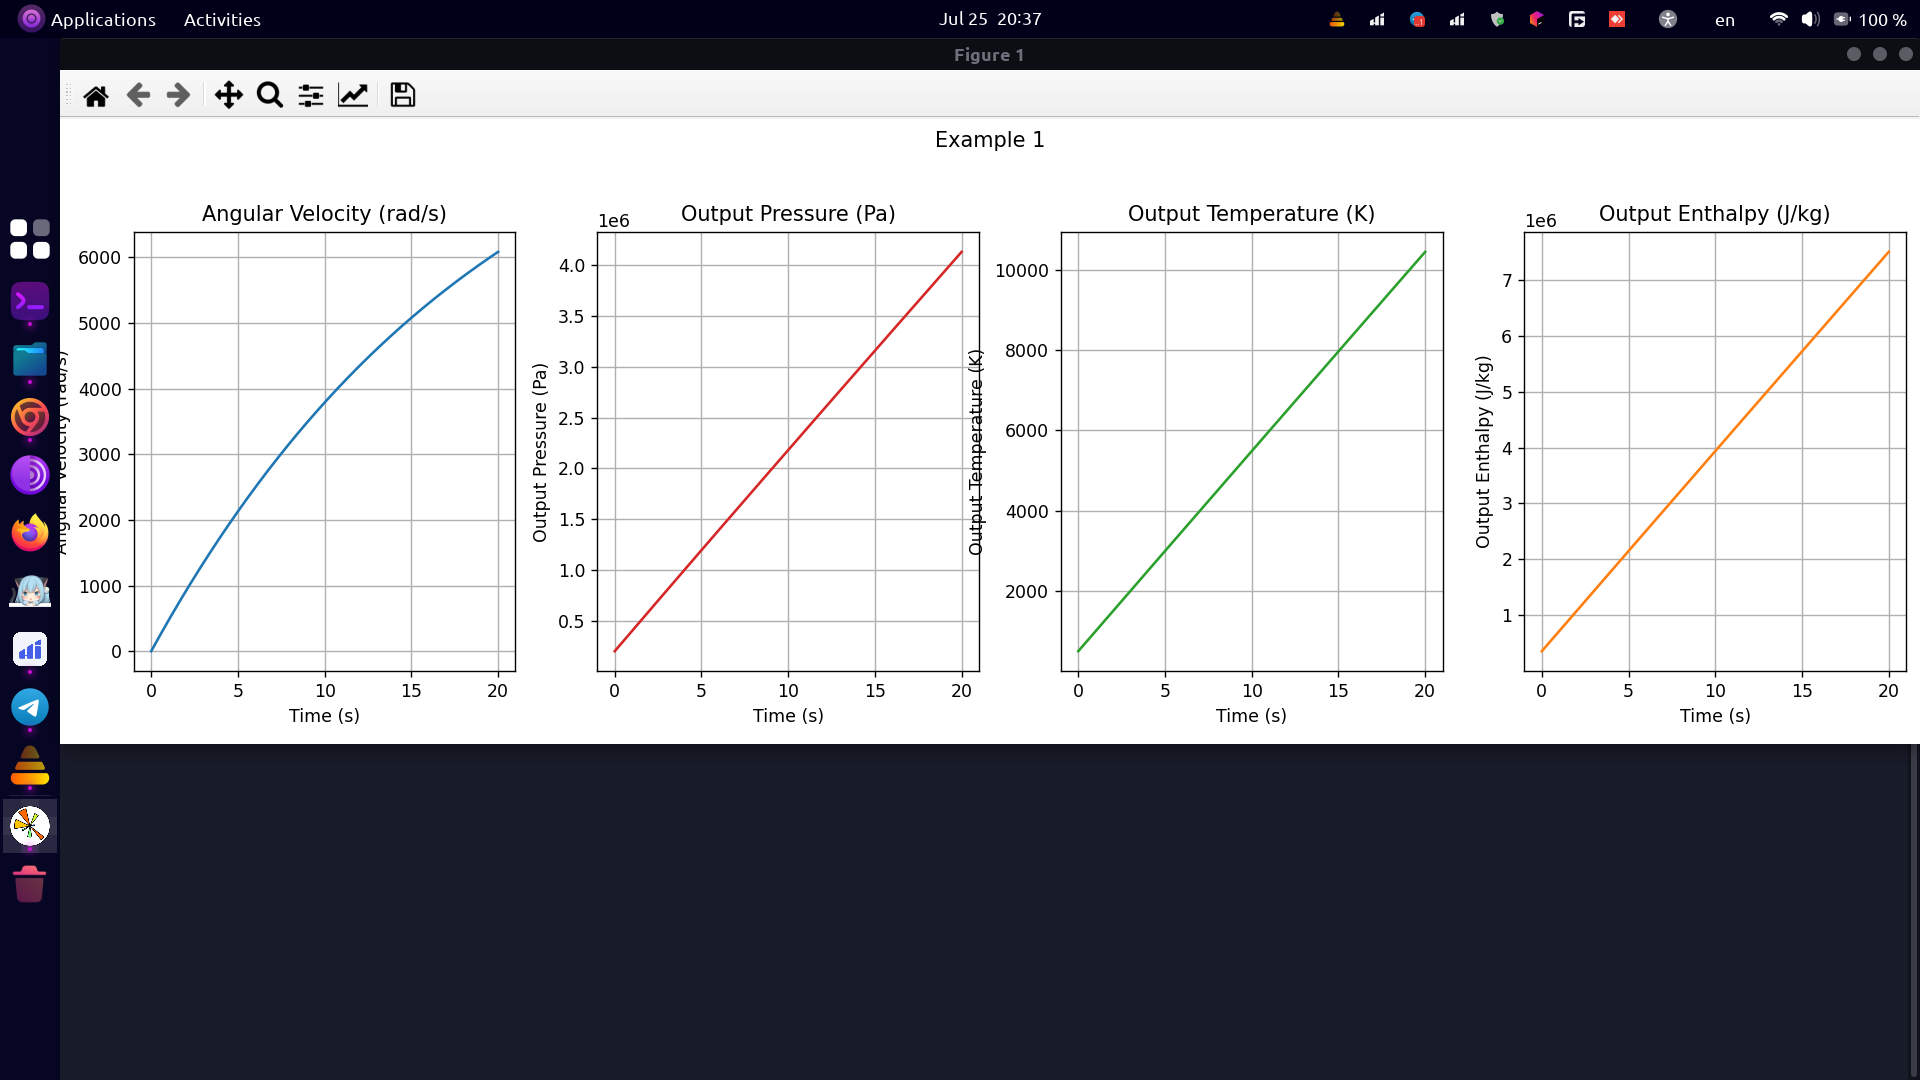 Applications Activities Jul 25 20:37 en 100 %
Figure 1
Example 1
Angular Velocity (rad/s)
6000
5000
4000
3000
2000
1000
0
0 5 10 15 20
Time (s)
Angular Velocity (rad/s)
Output Pressure (Pa)
1e6
4.0
3.5
3.0
2.5
2.0
1.5
1.0
0.5
0 5 10 15 20
Time (s)
Output Pressure (Pa)
Output Temperature (K)
10000
8000
6000
4000
2000
0 5 10 15 20
Time (s)
Output Temperature (K)
Output Enthalpy (J/kg)
1e6
7
6
5
4
3
2
1
0 5 10 15 20
Time (s)
Output Enthalpy (J/kg)